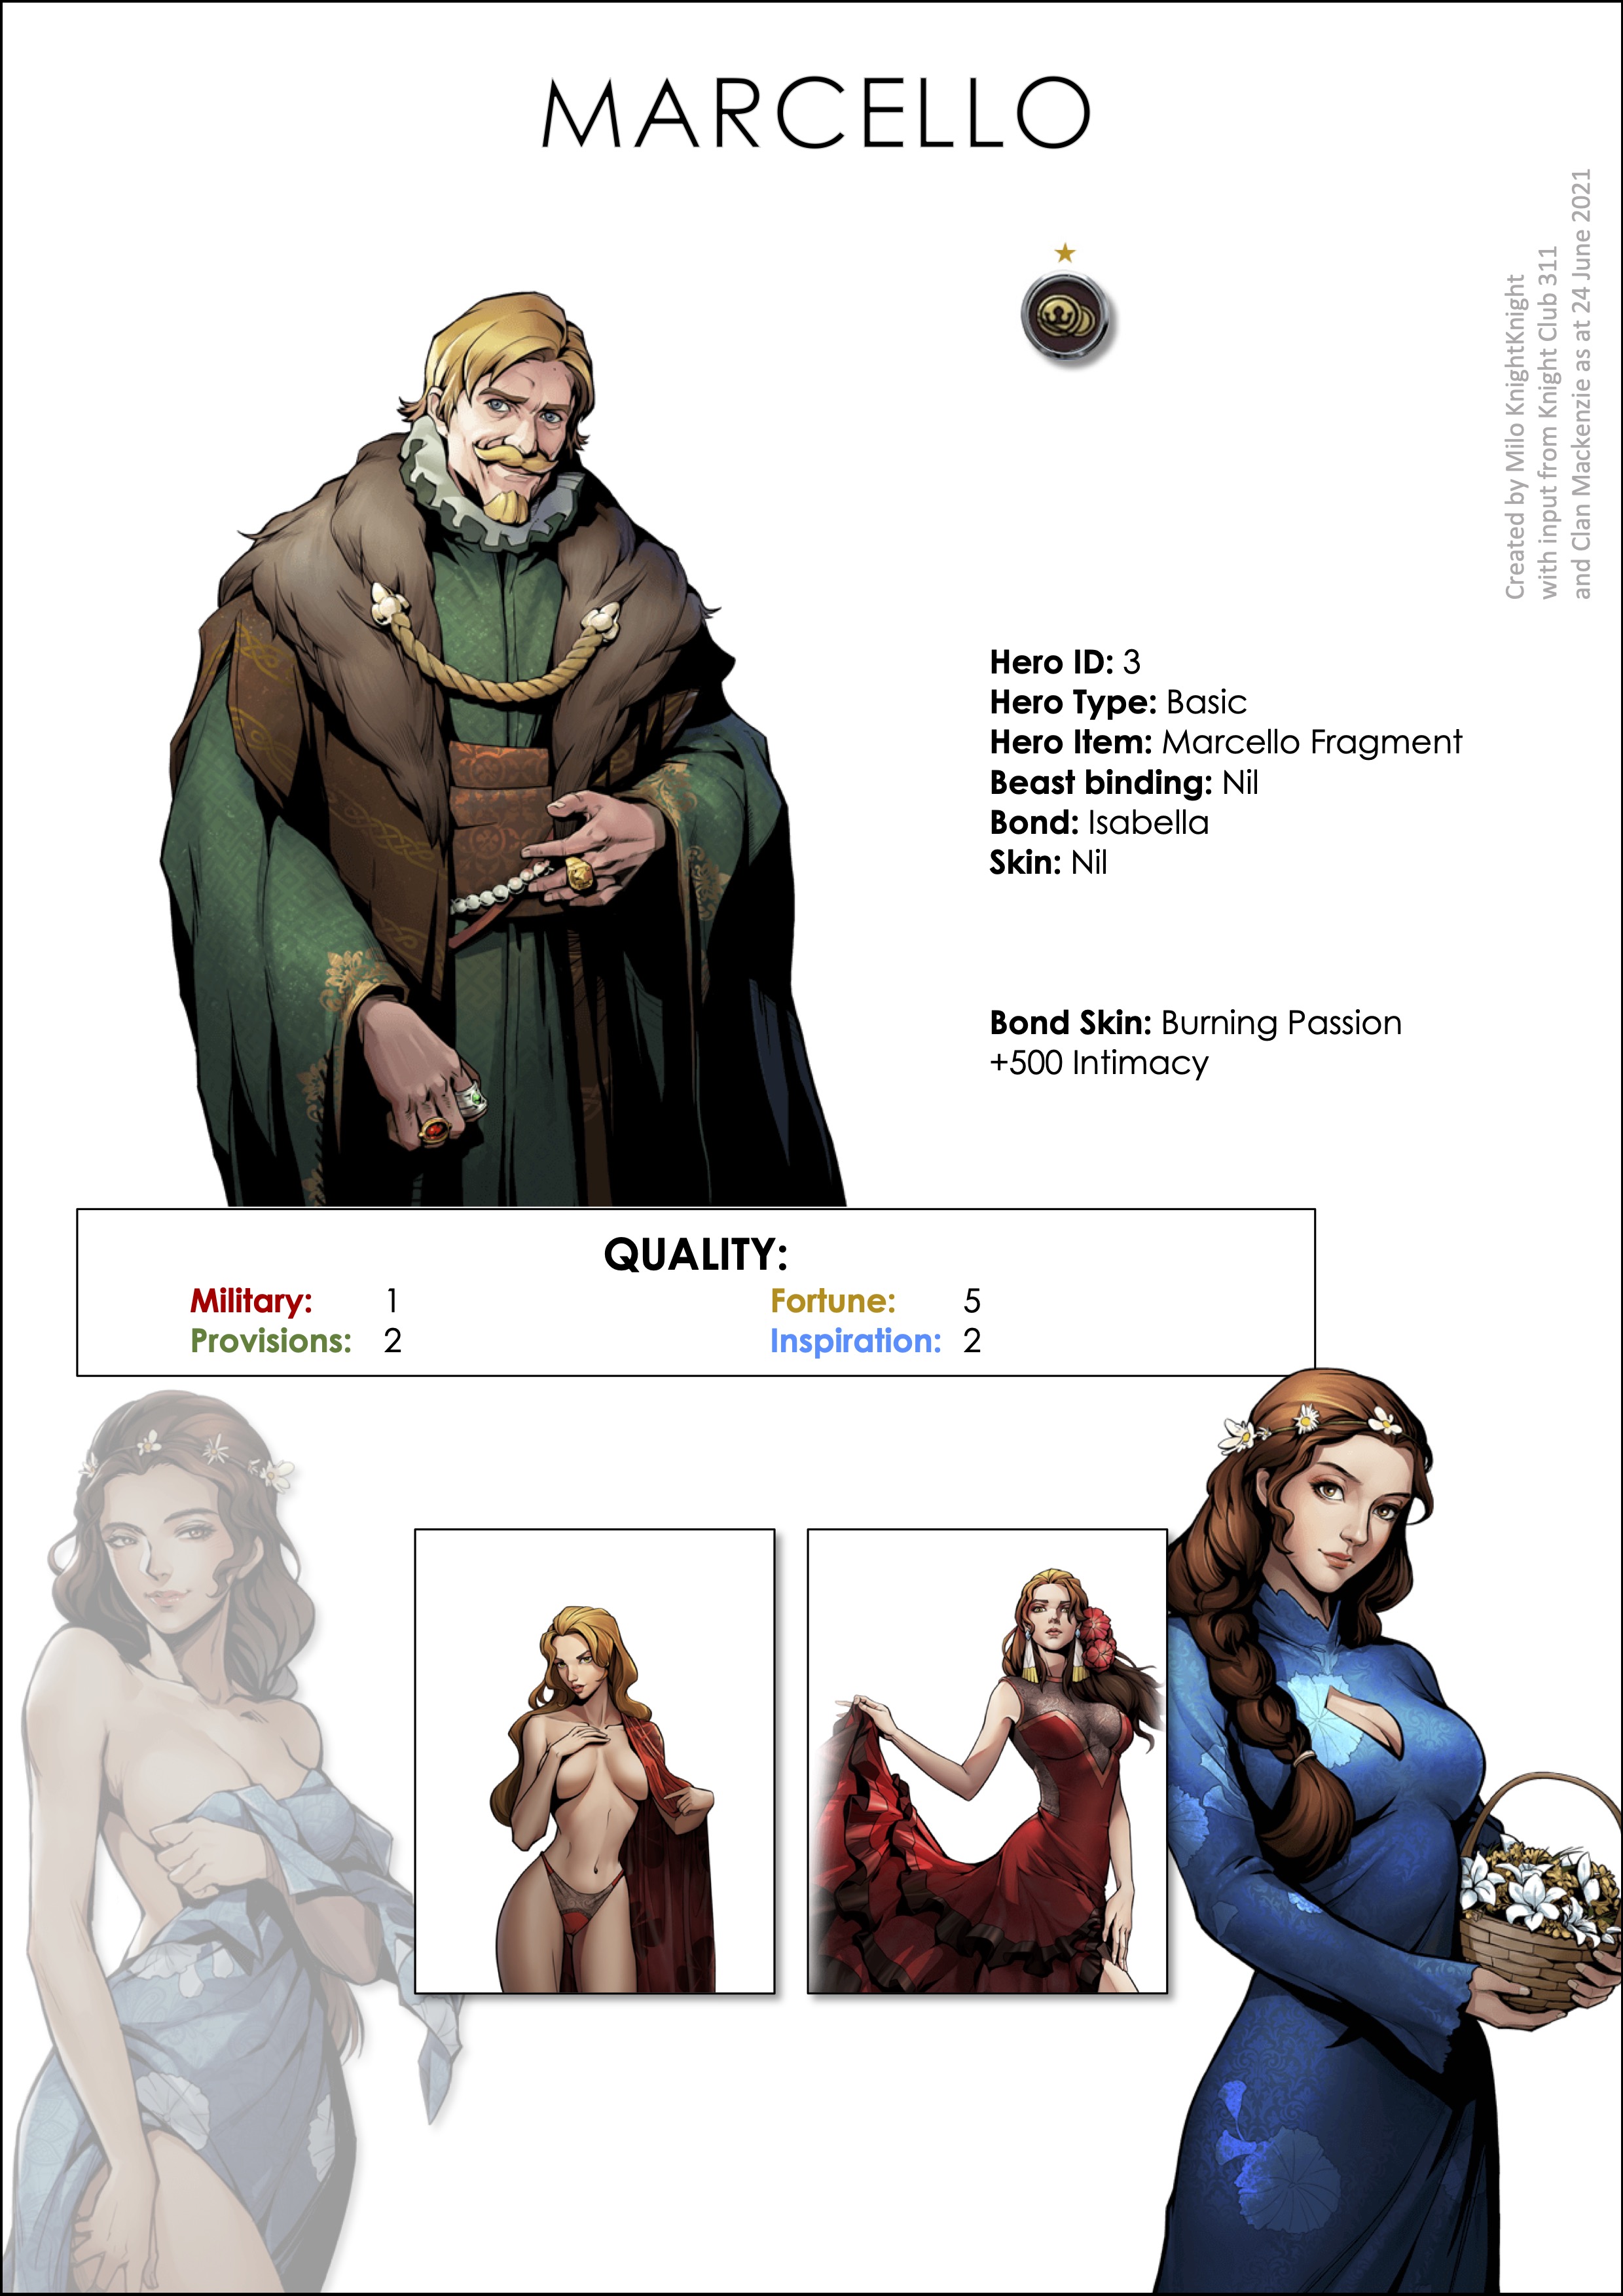 MARCELLO
Created by Milo KnightKnight
with input from Knight Club 311
and Clan Mackenzie as at 24 June 2021
Hero ID: 3
Hero Type: Basic
Hero Item: Marcello Fragment
Beast binding: Nil
Bond: Isabella
Skin: Nil
Bond Skin: Burning Passion
+500 Intimacy
QUALITY:
Military: 1 Fortune: 5
Provisions: 2 Inspiration: 2